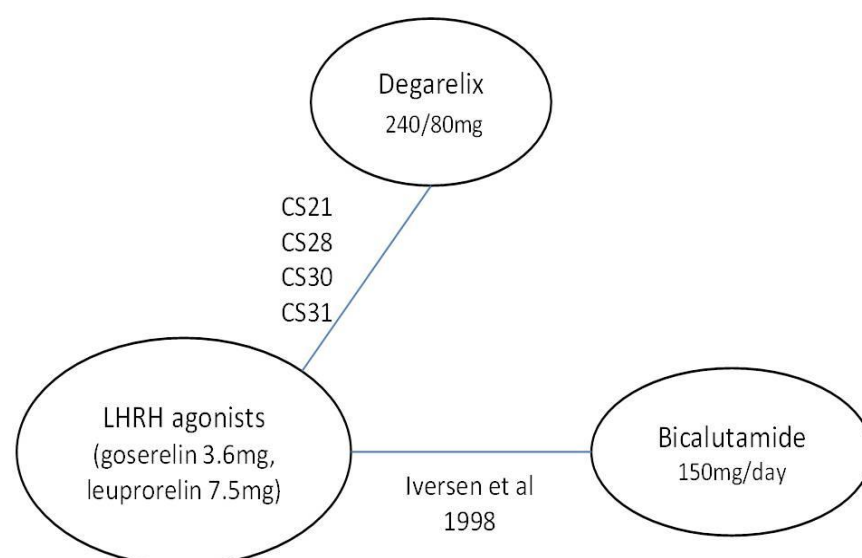 Degarelix
240/80mg
CS21
CS28
CS30
CS31
LHRH agonists
(goserelin 3.6mg,
leuprorelin 7.5mg)
Iversen et al
1998
Bicalutamide
150mg/day